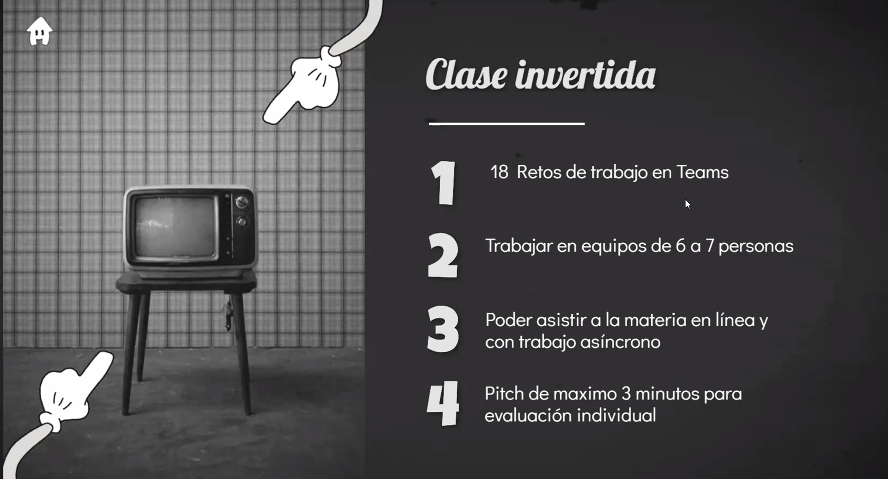 Clase invertida
1 18 Retos de trabajo en Teams
2 Trabajar en equipos de 6 a 7 personas
3 Poder asistir a la materia en línea y
con trabajo asíncrono
4 Pitch de maximo 3 minutos para
evaluación individual